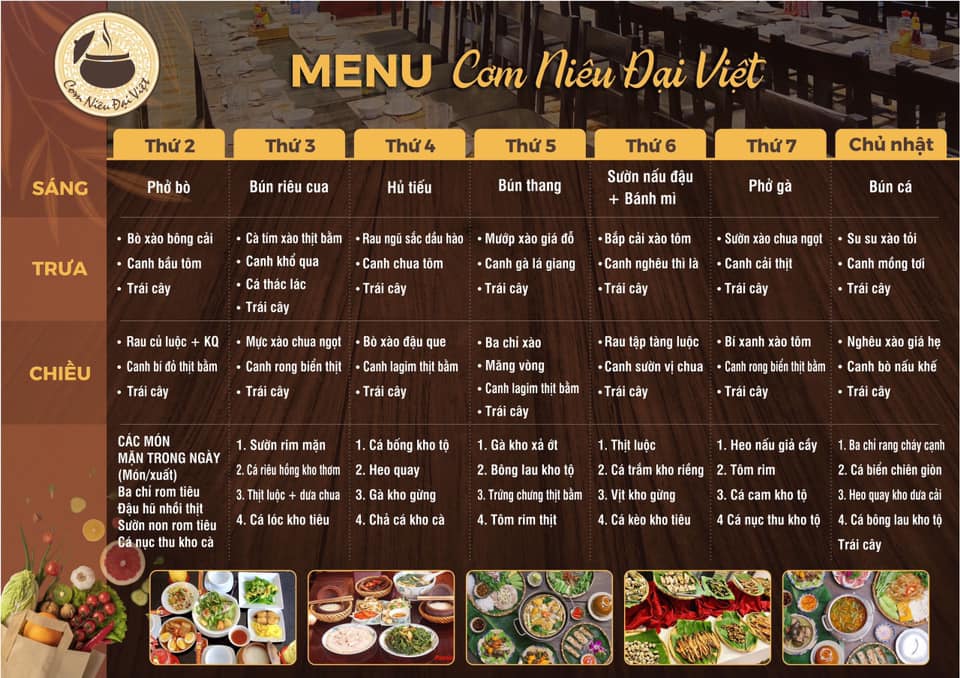 Cơm Niêu Đại Việt
MENU Cơm Niêu Đại Việt
Thứ 2 Thứ 3 Thứ 4 Thứ 5 Thứ 6 Thứ 7 Chủ nhật
SÁNG
Phở bò
Bún riêu cua
Hủ tiếu
Bún thang
Sườn nấu đậu
+ Bánh mì
Phở gà
Bún cá
TRƯA
• Bò xào bông cải
• Canh bầu tôm
• Trái cây
• Cà tím xào thịt bằm
• Canh khổ qua
• Cá thác lác
• Trái cây
• Rau ngũ sắc dầu hào
• Canh chua tôm
• Trái cây
• Mướp xào giá đỗ
• Canh gà lá giang
• Trái cây
• Bắp cải xào tôm
• Canh nghêu thì là
• Trái cây
• Sườn xào chua ngọt
• Canh cải thịt
• Trái cây
• Su su xào tỏi
• Canh mồng tơi
• Trái cây
CHIỀU
• Rau củ luộc + KQ
• Canh bí đỏ thịt bằm
• Trái cây
• Mực xào chua ngọt
• Canh rong biển thịt
• Trái cây
• Bò xào đậu que
• Canh lagim thịt bằm
• Trái cây
• Ba chỉ xào
• Măng vòng
• Canh lagim thịt bằm
• Trái cây
• Rau tập tàng luộc
• Canh sườn vị chua
• Trái cây
• Bí xanh xào tôm
• Canh rong biển thịt bằm
• Trái cây
• Nghêu xào giá hẹ
• Canh bò nấu khế
• Trái cây
CÁC MÓN
MẶN TRONG NGÀY
(Món/xuất)
Ba chỉ rom tiêu
Đậu hũ nhồi thịt
Sườn non rom tiêu
Cá nục thu kho cà
1. Sườn rim mặn
2. Cá riêu hồng kho thơm
3. Thịt luộc + dưa chua
4. Cá lóc kho tiêu
1. Cá bống kho tộ
2. Heo quay
3. Gà kho gừng
4. Chả cá kho cà
1. Gà kho xả ớt
2. Bông lau kho tộ
3. Trứng chưng thịt bằm
4. Tôm rim thịt
1. Thịt luộc
2. Cá trắm kho riềng
3. Vịt kho gừng
4. Cá kèo kho tiêu
1. Heo nấu giả cầy
2. Tôm rim
3. Cá cam kho tộ
4 Cá nục thu kho tộ
1. Ba chỉ rang cháy cạnh
2. Cá biển chiên giòn
3. Heo quay kho dưa cải
4. Cá bông lau kho tộ
Trái cây